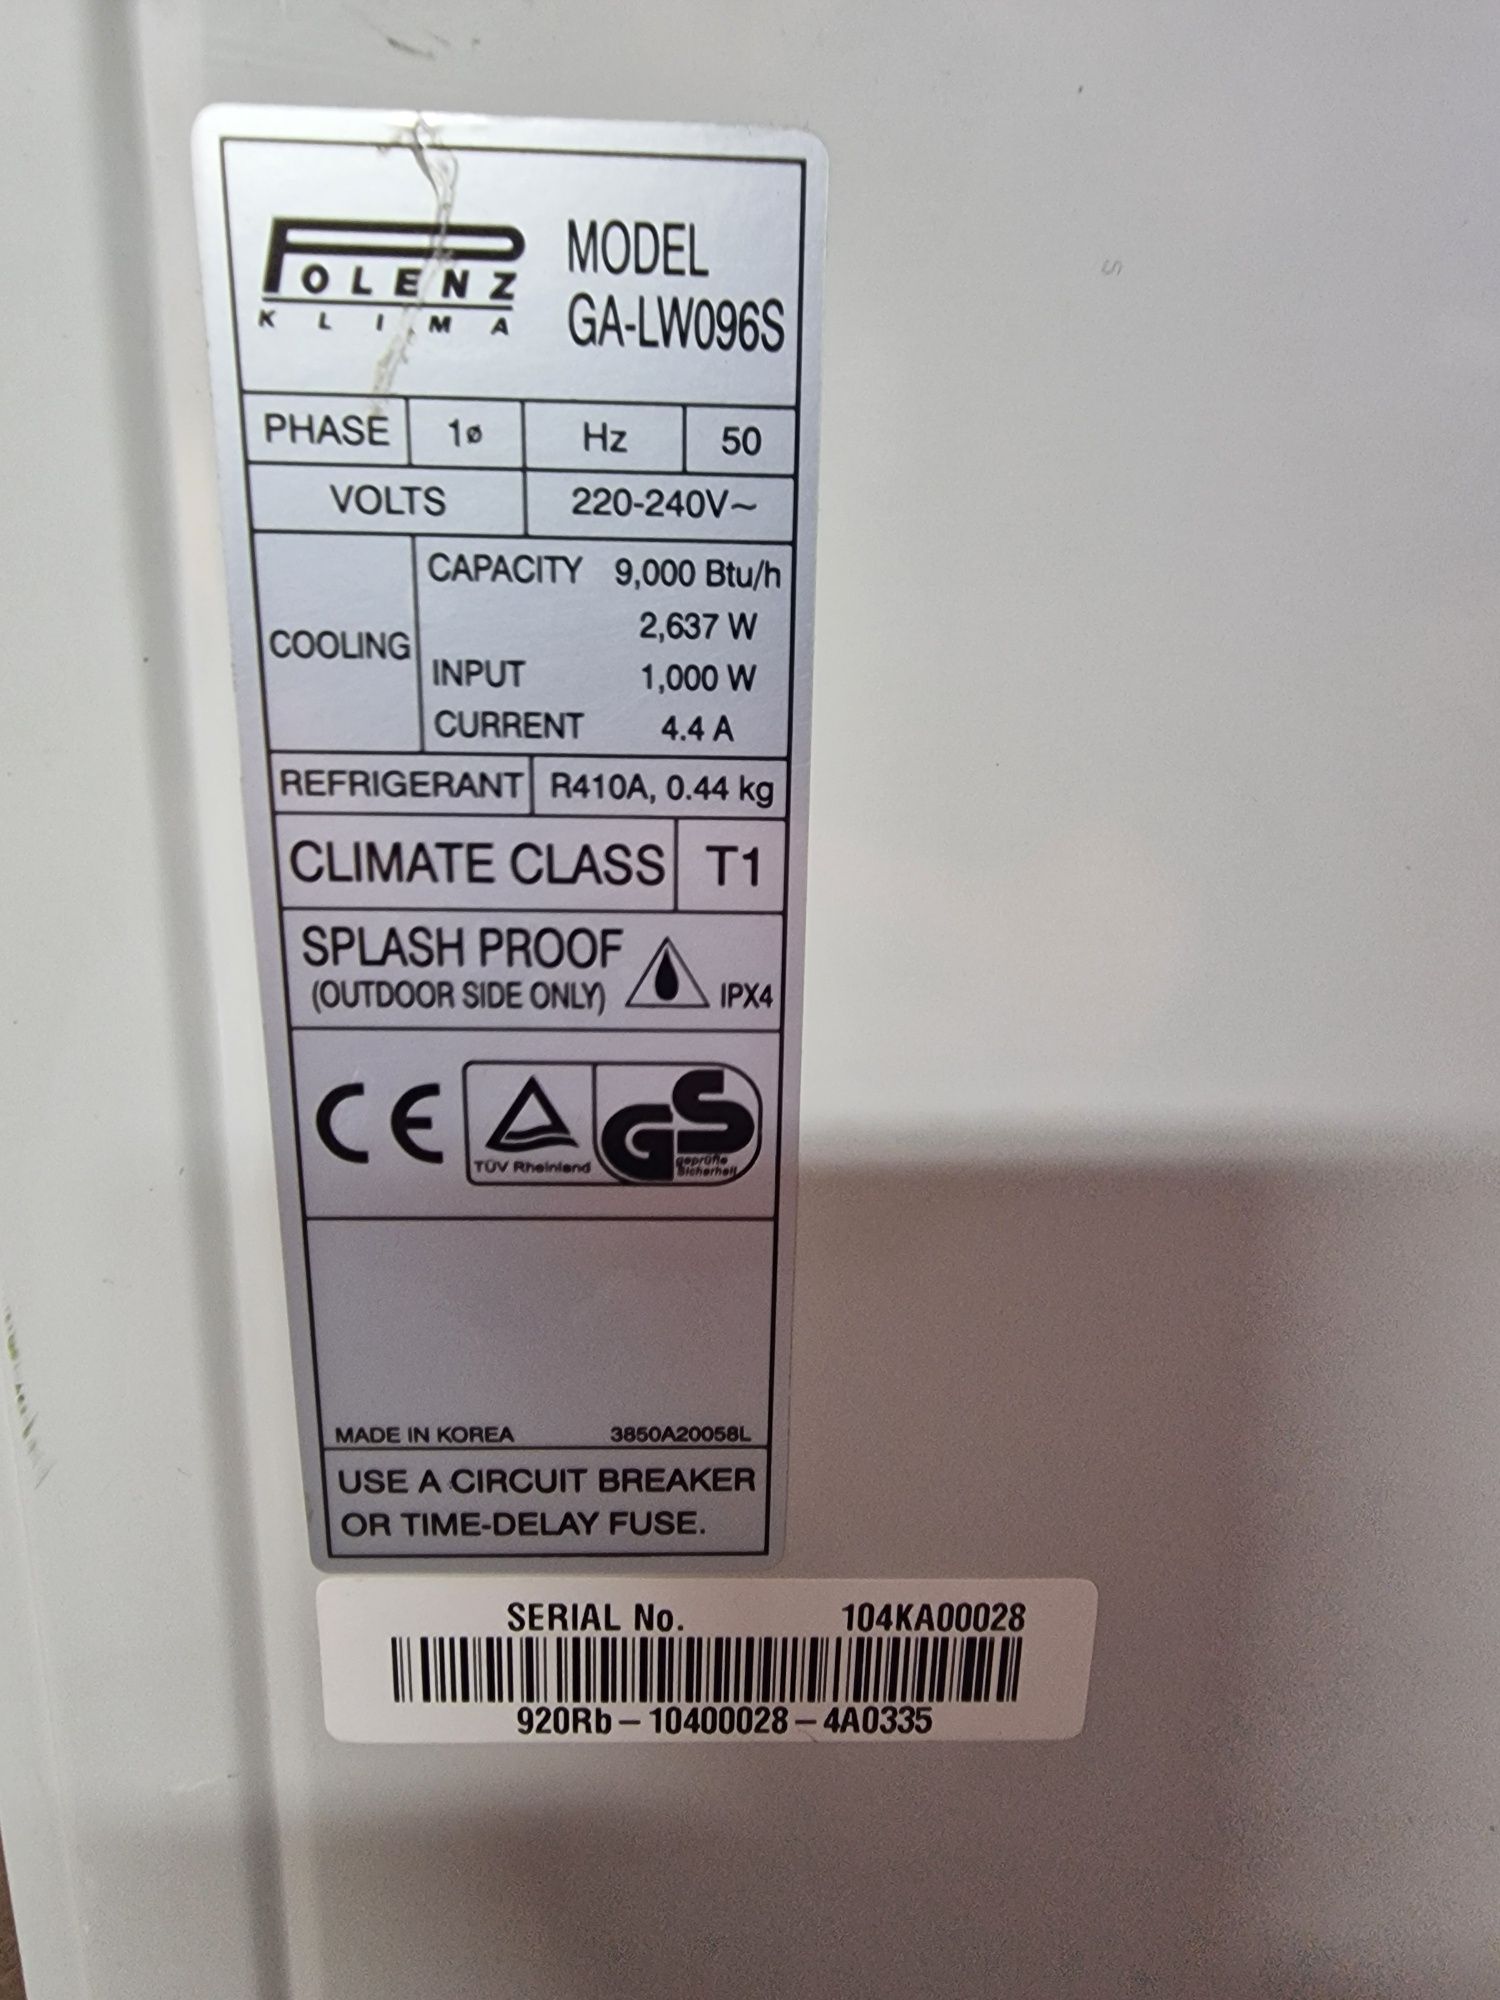 POLENZ
KLIMA
MODEL
GA-LW096S
PHASE 1ø Hz 50
VOLTS 220-240V~
COOLING
CAPACITY 9,000 Btu/h
2,637 W
INPUT 1,000 W
CURRENT 4.4 A
REFRIGERANT R410A, 0.44 kg
CLIMATE CLASS T1
SPLASH PROOF
(OUTDOOR SIDE ONLY) IPX4
CE
TÜV Rheinland
GS
geprüfte
Sicherheit
MADE IN KOREA 3850A20058L
USE A CIRCUIT BREAKER
OR TIME-DELAY FUSE.
SERIAL No. 104KA00028
920Rb – 10400028 – 4A0335